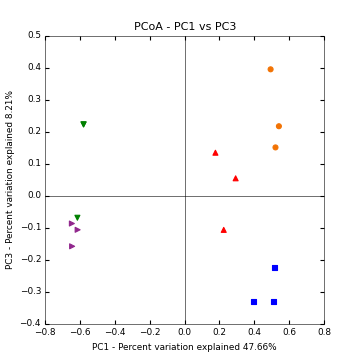 PCoA - PC1 vs PC3
0.5
0.4
0.3
0.2
0.1
0.0
−0.1
−0.2
−0.3
−0.4
PC3 - Percent variation explained 8.21%
−0.8 −0.6 −0.4 −0.2 0.0 0.2 0.4 0.6 0.8
PC1 - Percent variation explained 47.66%